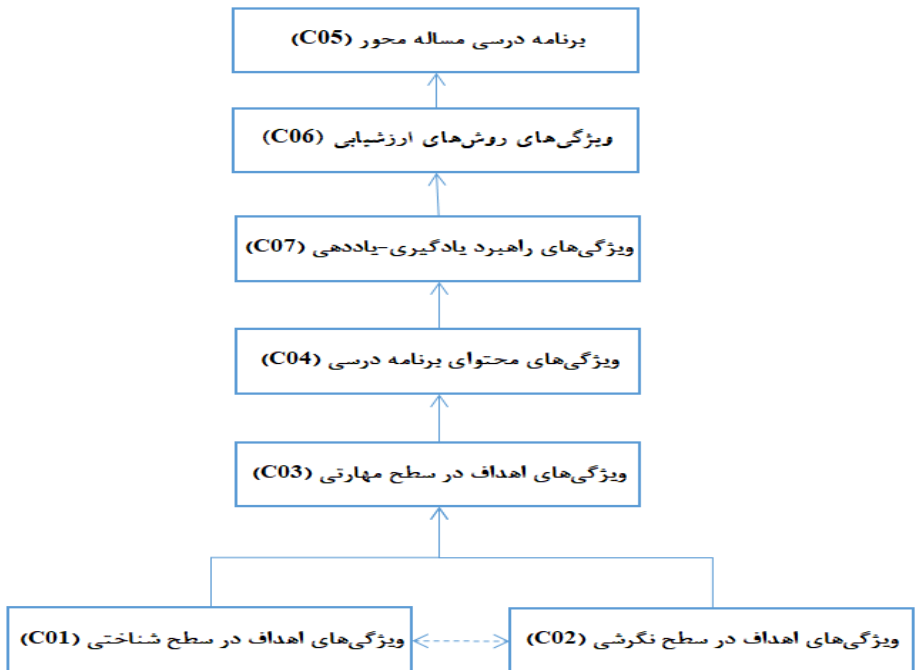 برنامه درسی مساله محور (C05)
ویژگی‌های روش‌های ارزشیابی (C06)
ویژگی‌های راهبرد یادگیری-یاددهی (C07)
ویژگی‌های محتوای برنامه درسی (C04)
ویژگی‌های اهداف در سطح مهارتی (C03)
ویژگی‌های اهداف در سطح نگرشی (C02)
ویژگی‌های اهداف در سطح شناختی (C01)